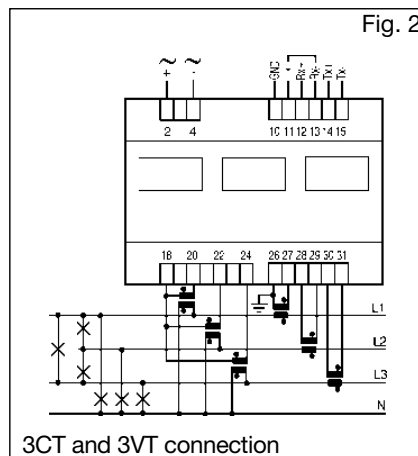 Fig. 2
~ ~
+ -
GND Rx+ Rx- Tx+ Tx-
2 4 10 11 12 13 14 15
18 20 22 24 26 27 28 29 30 31
L1
L2
L3
N
3CT and 3VT connection